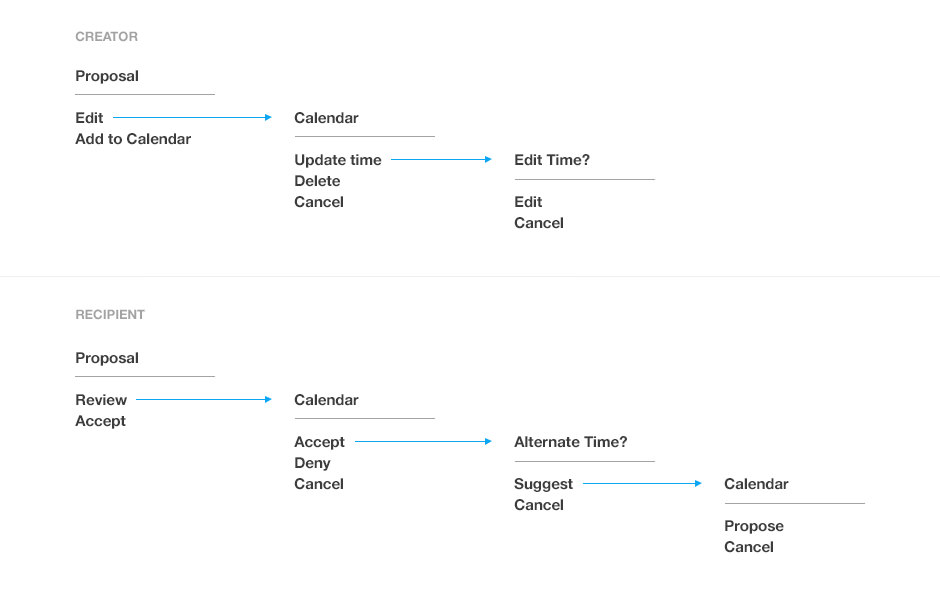 CREATOR
Proposal
Edit
Add to Calendar
Calendar
Update time
Delete
Cancel
Edit Time?
Edit
Cancel
RECIPIENT
Proposal
Review
Accept
Calendar
Accept
Deny
Cancel
Alternate Time?
Suggest
Cancel
Calendar
Propose
Cancel